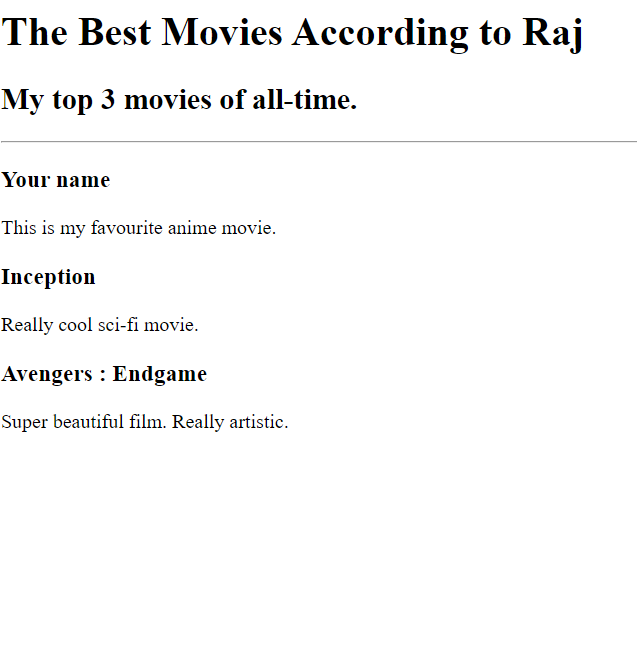 The Best Movies According to Raj
My top 3 movies of all-time.
Your name
This is my favourite anime movie.
Inception
Really cool sci-fi movie.
Avengers : Endgame
Super beautiful film. Really artistic.